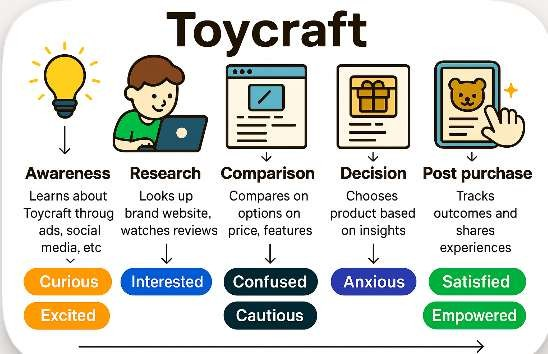 Toycraft
Awareness
Learns about
Toycraft throug
ads, social
media, etc
Curious
Excited
Research
Looks up
brand website,
watches reviews
Interested
Comparison
Compares on
options on
price, features
Confused
Cautious
Decision
Chooses
product based
on insights
Anxious
Post purchase
Tracks
outcomes and
shares
experiences
Satisfied
Empowered